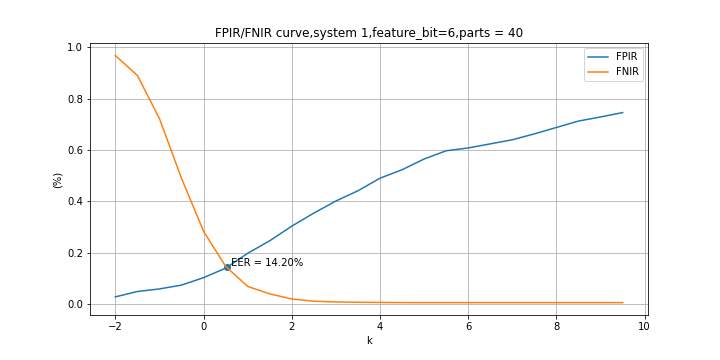 FPIR/FNIR curve,system 1,feature_bit=6,parts = 40
1.0
0.8
0.6
0.4
0.2
0.0
(%)
FPIR
FNIR
EER = 14.20%
−2
0
2
4
6
8
10
k